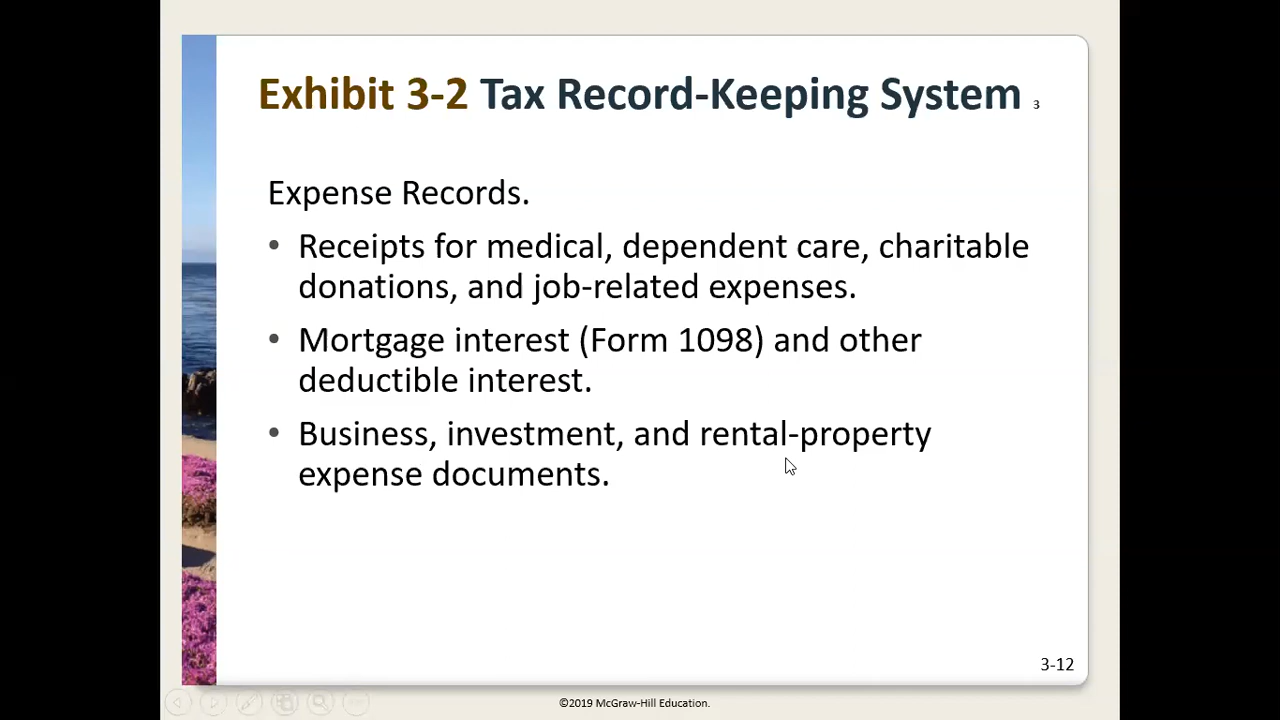 Exhibit 3-2 Tax Record-Keeping System 3
Expense Records.
• Receipts for medical, dependent care, charitable
donations, and job-related expenses.
• Mortgage interest (Form 1098) and other
deductible interest.
• Business, investment, and rental-property
expense documents.
3-12
©2019 McGraw-Hill Education.